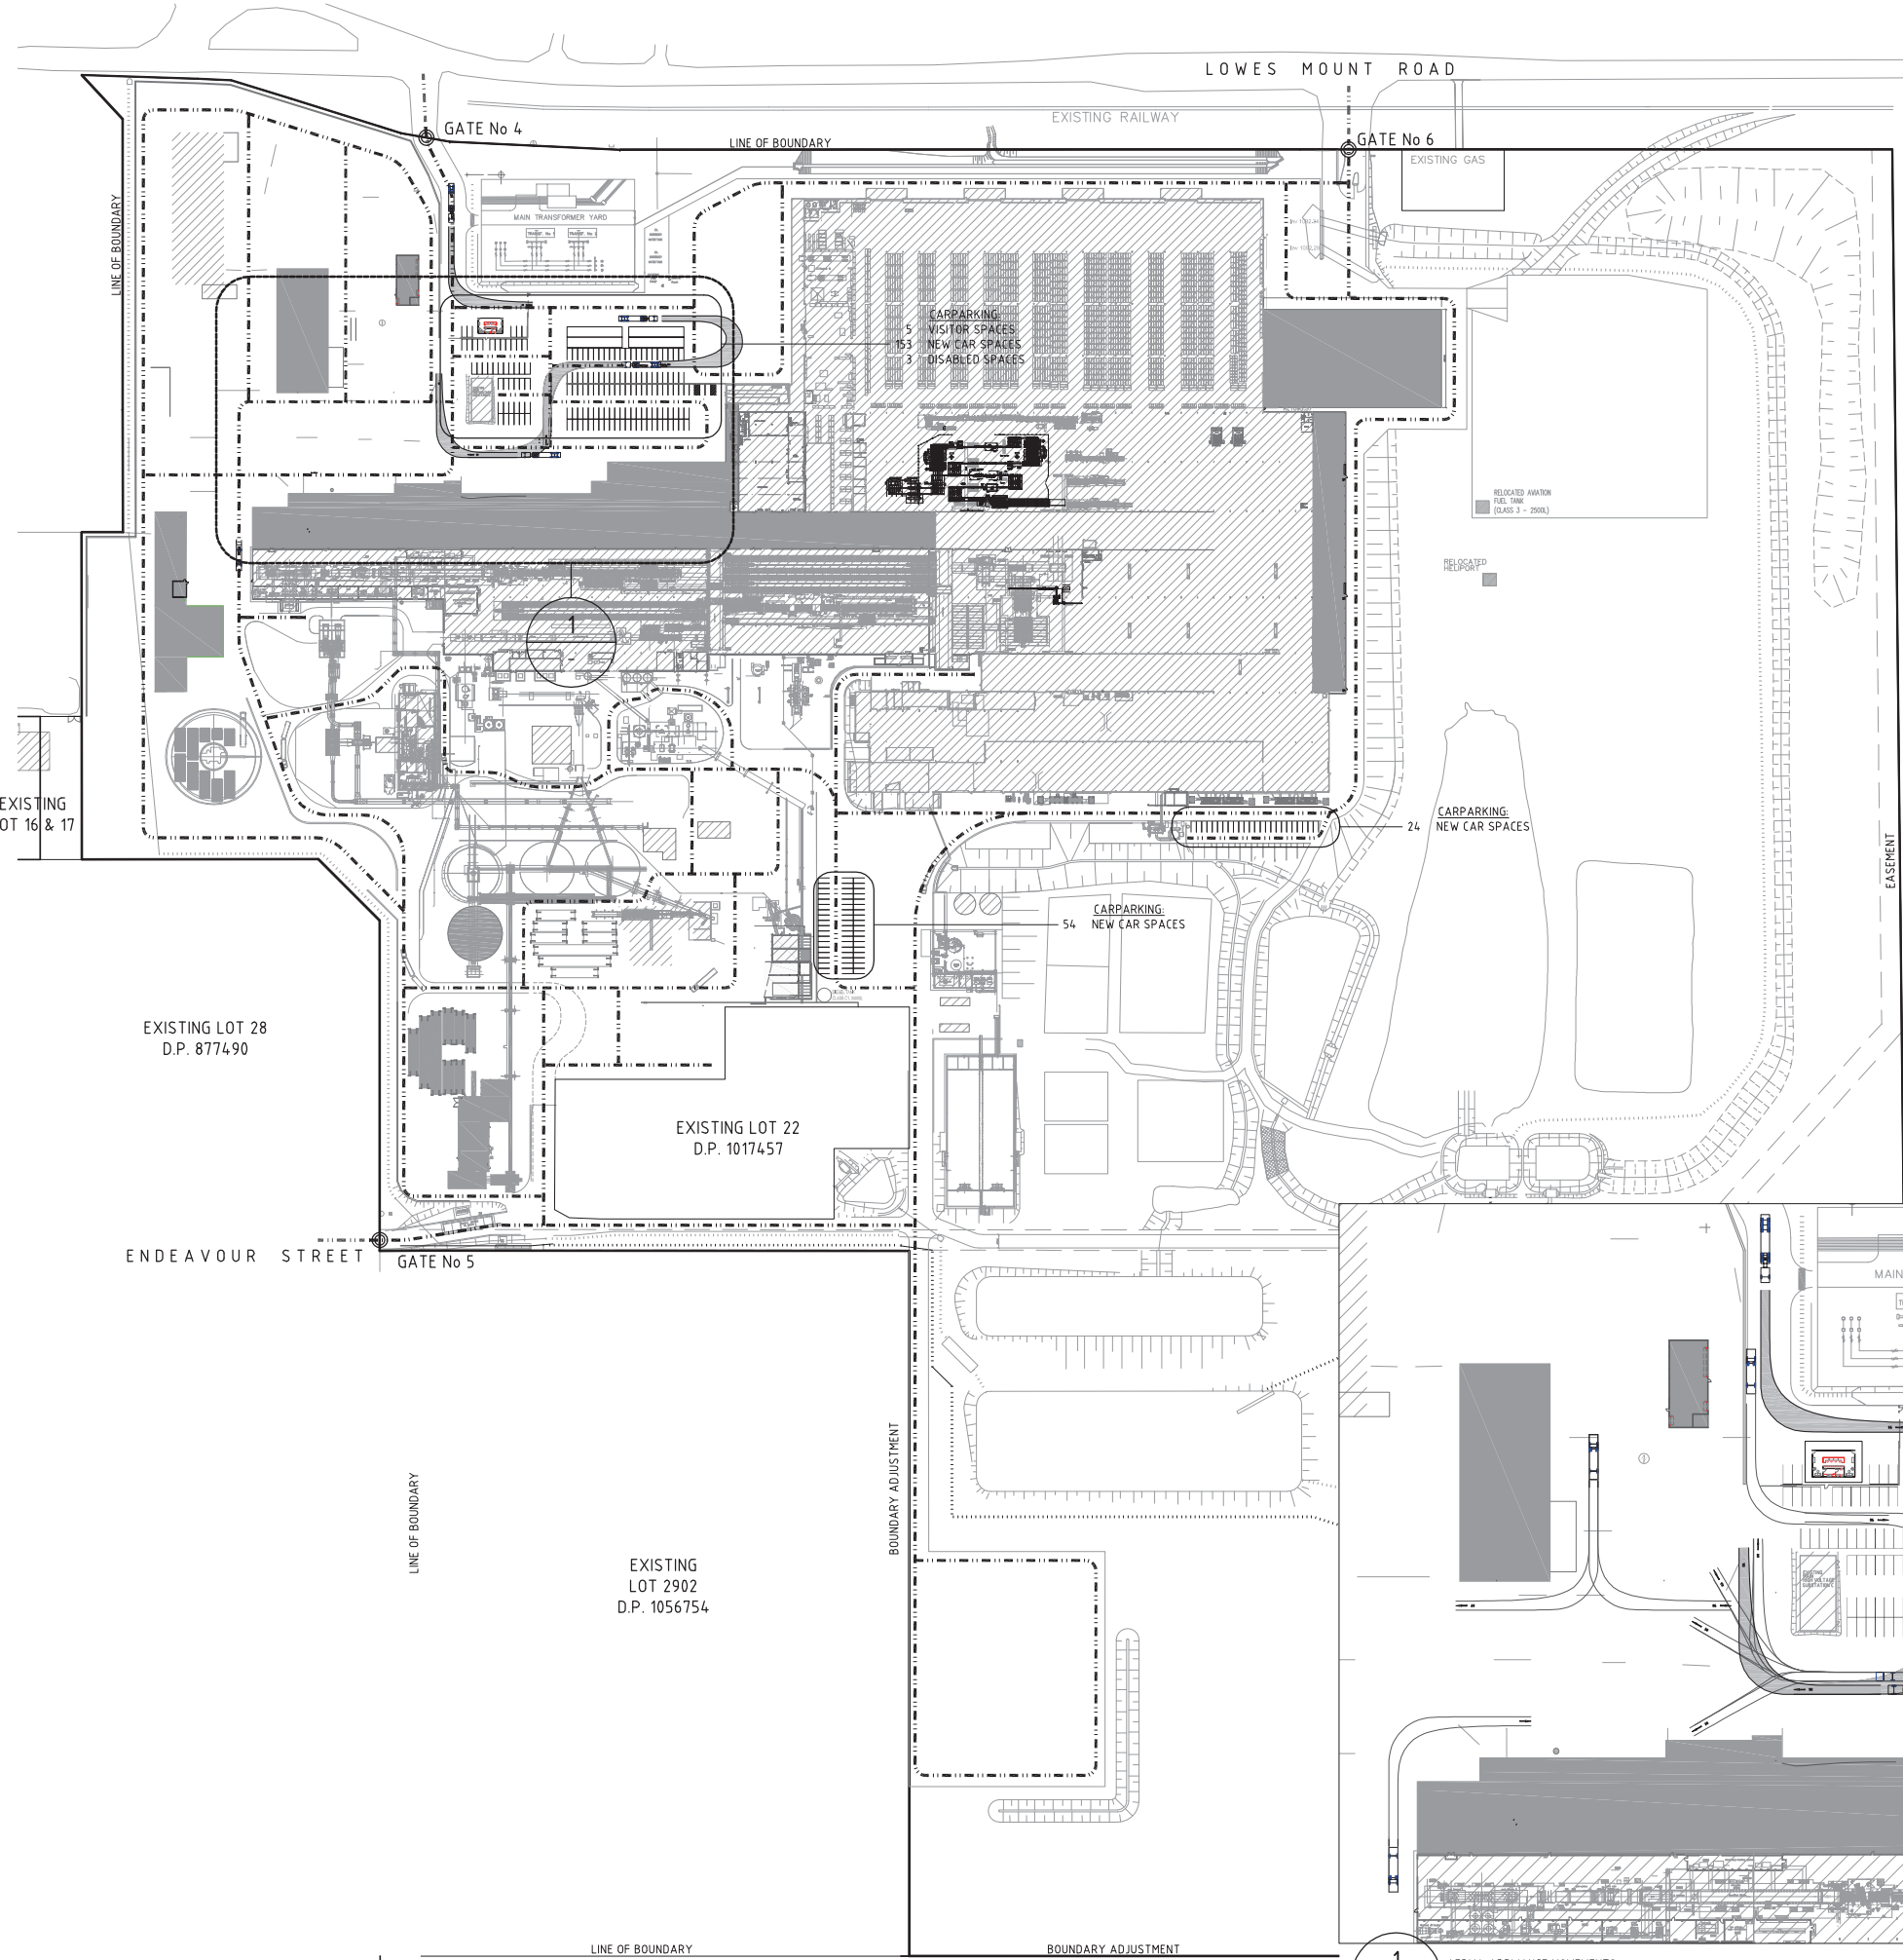 LOWES MOUNT ROAD
EXISTING RAILWAY
GATE No 4
LINE OF BOUNDARY
GATE No 6
EXISTING GAS
LINE OF BOUNDARY
MAIN TRANSFORMER YARD
CARPARKING:
5 VISITOR SPACES
153 NEW CAR SPACES
3 DISABLED SPACES
RELOCATED AVIATION
FUEL TANK
(CLASS 3 - 2500L)
RELOCATED
HELIPORT
1
EXISTING
OT 16 & 17
CARPARKING:
24 NEW CAR SPACES
EASEMENT
CARPARKING:
54 NEW CAR SPACES
EXISTING LOT 28
D.P. 877490
EXISTING LOT 22
D.P. 1017457
ENDEAVOUR STREET
GATE No 5
MAIN
LINE OF BOUNDARY
BOUNDARY ADJUSTMENT
EXISTING
LOT 2902
D.P. 1056754
LINE OF BOUNDARY
BOUNDARY ADJUSTMENT
1